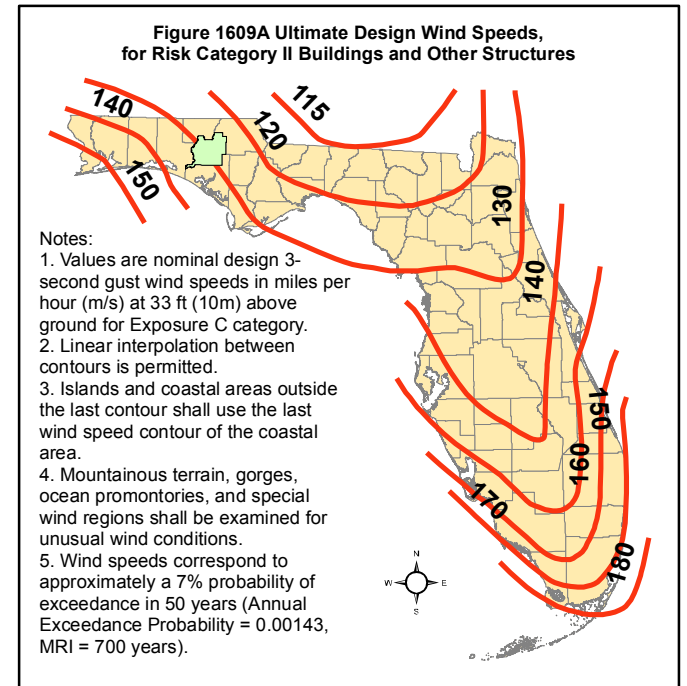 Figure 1609A Ultimate Design Wind Speeds,
for Risk Category II Buildings and Other Structures
115
140
120
150
130
Notes:
1. Values are nominal design 3-
second gust wind speeds in miles per
hour (m/s) at 33 ft (10m) above
ground for Exposure C category.
2. Linear interpolation between
contours is permitted.
3. Islands and coastal areas outside
the last contour shall use the last
wind speed contour of the coastal
area.
4. Mountainous terrain, gorges,
ocean promontories, and special
wind regions shall be examined for
unusual wind conditions.
5. Wind speeds correspond to
approximately a 7% probability of
exceedance in 50 years (Annual
Exceedance Probability = 0.00143,
MRI = 700 years).
140
150
160
170
180
N
W E
S